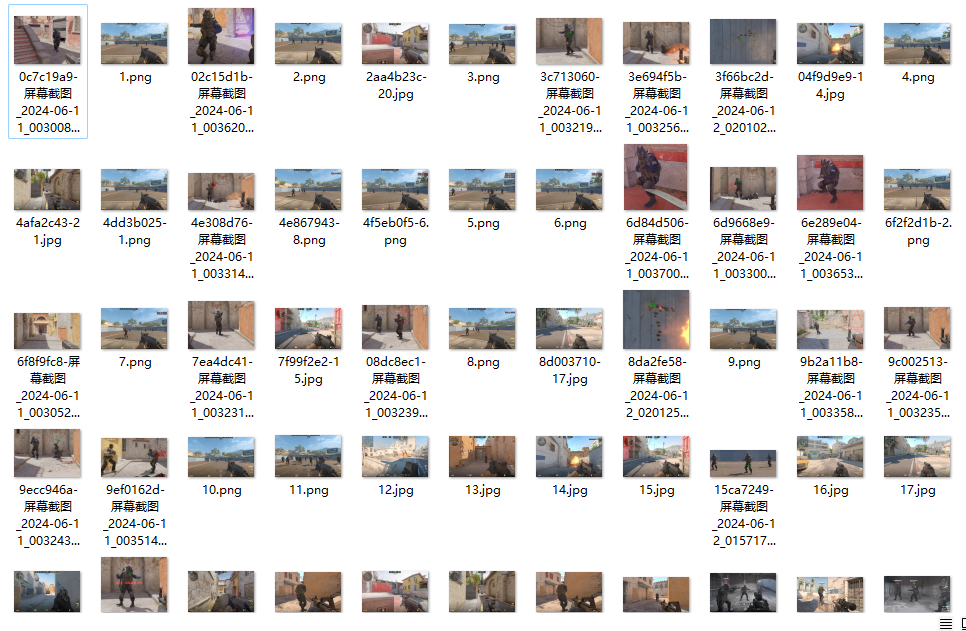 0c7c19a9-
屏幕截图
_2024-06-1
1_003008...
1.png
02c15d1b-
屏幕截图
_2024-06-1
1_003620...
2.png
2aa4b23c-
20.jpg
3.png
3c713060-
屏幕截图
_2024-06-1
1_003219...
3e694f5b-
屏幕截图
_2024-06-1
1_003256...
3f66bc2d-
屏幕截图
_2024-06-1
2_020102...
04f9d9e9-1
4.jpg
4.png
4afa2c43-2
1.jpg
4dd3b025-
1.png
4e308d76-
屏幕截图
_2024-06-1
1_003314...
4e867943-
8.png
4f5eb0f5-6.
png
5.png
6.png
6d84d506-
屏幕截图
_2024-06-1
1_003700...
6d9668e9-
屏幕截图
_2024-06-1
1_003300...
6e289e04-
屏幕截图
_2024-06-1
1_003653...
6f2f2d1b-2.
png
6f8f9fc8-屏
幕截图
_2024-06-1
1_003052...
7.png
7ea4dc41-
屏幕截图
_2024-06-1
1_003231...
7f99f2e2-1
5.jpg
08dc8ec1-
屏幕截图
_2024-06-1
1_003239...
8.png
8d003710-
17.jpg
8da2fe58-
屏幕截图
_2024-06-1
2_020125...
9.png
9b2a11b8-
屏幕截图
_2024-06-1
1_003358...
9c002513-
屏幕截图
_2024-06-1
1_003235...
9ecc946a-
屏幕截图
_2024-06-1
1_003243...
9ef0162d-
屏幕截图
_2024-06-1
1_003514...
10.png
11.png
12.jpg
13.jpg
14.jpg
15.jpg
15ca7249-
屏幕截图
_2024-06-1
2_015717...
16.jpg
17.jpg